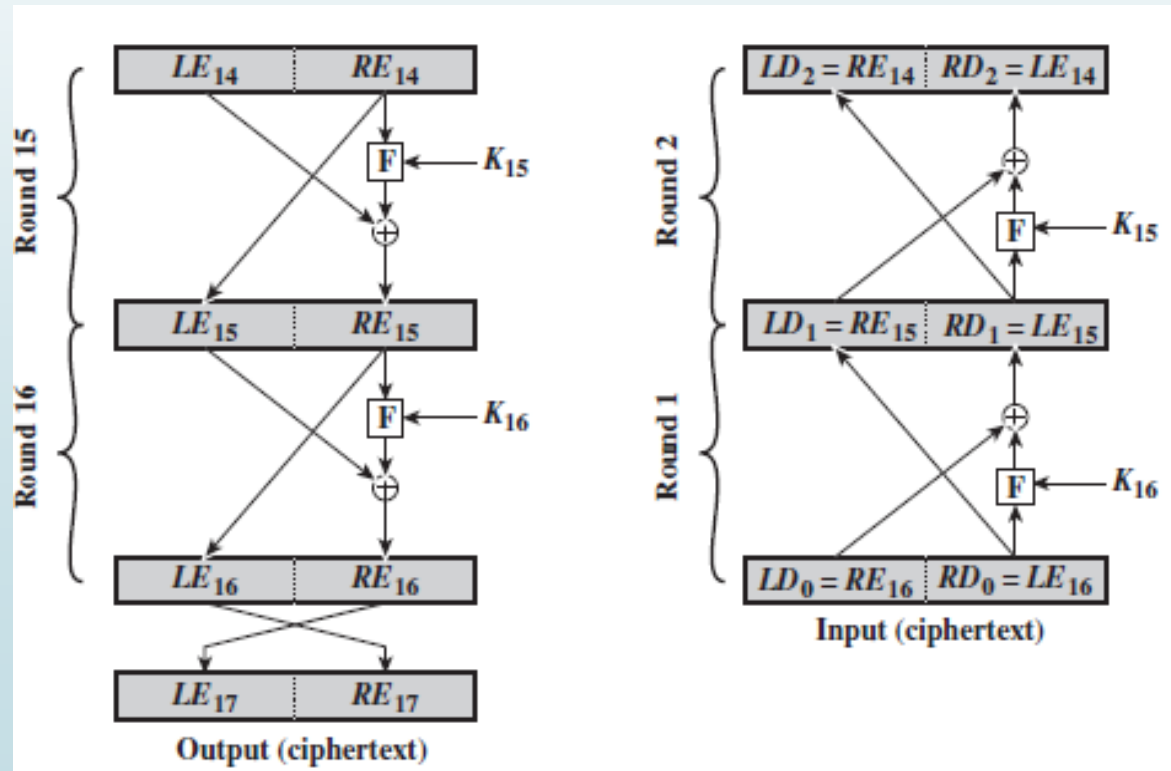 Round 15
LE14 RE14
F K15
LE15 RE15
Round 16
F K16
LE16 RE16
LE17 RE17
Output (ciphertext)
Round 2
LD2 = RE14 RD2 = LE14
F K15
LD1 = RE15 RD1 = LE15
Round 1
F K16
LD0 = RE16 RD0 = LE16
Input (ciphertext)